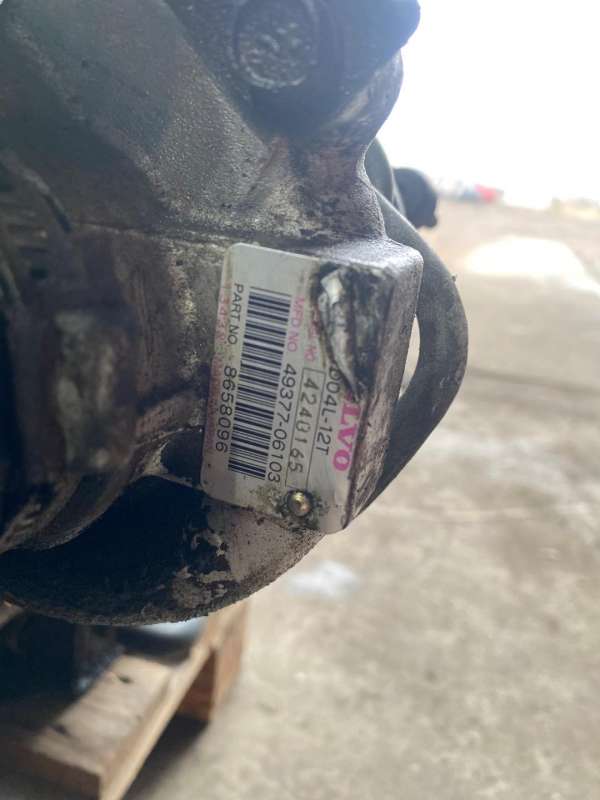 VOLVO
D04L-12T
4240165
MFD NO 49377-06103
PART NO. 8658096